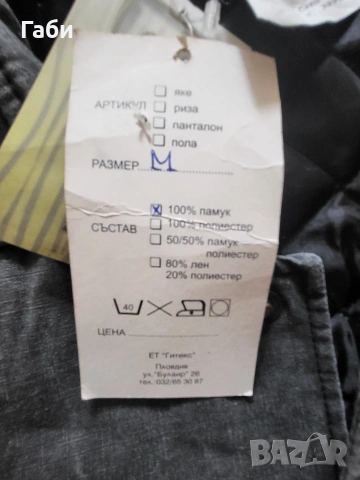 Габи
АРТИКУЛ
яке
риза
панталон
пола
РАЗМЕР M
СЪСТАВ
100% памук
100% полиестер
50/50% памук
полиестер
80% лен
20% полиестер
40
ЦЕНА
ЕТ "Гитекс"
Пловдив
ул."Булаир" 26
тел. 032/65 30 87
BAZAR